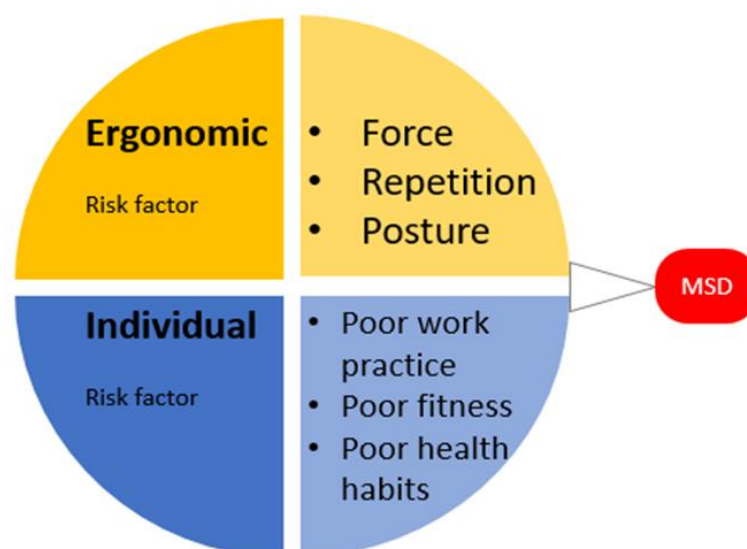 Ergonomic
Risk factor
• Force
• Repetition
• Posture
MSD
Individual
Risk factor
• Poor work
practice
• Poor fitness
• Poor health
habits